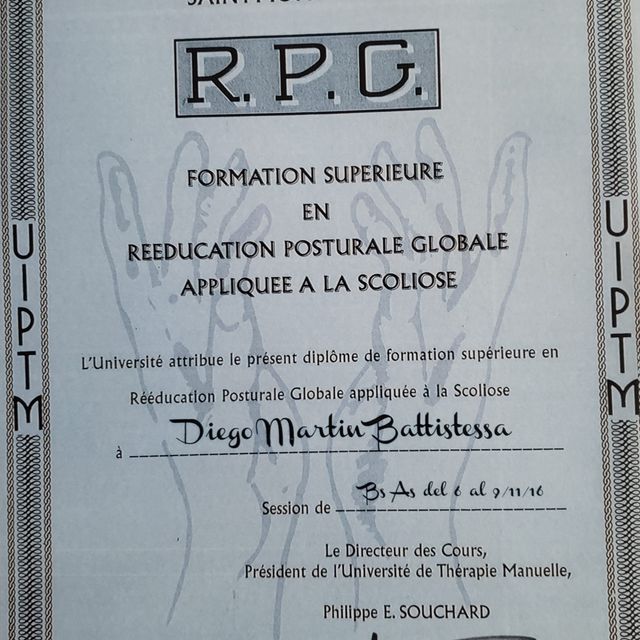 R.P.G.
FORMATION SUPERIEURE
EN
REEDUCATION POSTURALE GLOBALE
APPLIQUEE A LA SCOLIOSE
UIPTM
UIPTM
L'Université attribue le présent diplôme de formation supérieure en
Rééducation Posturale Globale appliquée à la Scoliose
à Diego Martin Battistessa
Session de Bs As del 6 al 9/11/16
Le Directeur des Cours,
Président de l'Université de Thérapie Manuelle,
Philippe E. SOUCHARD